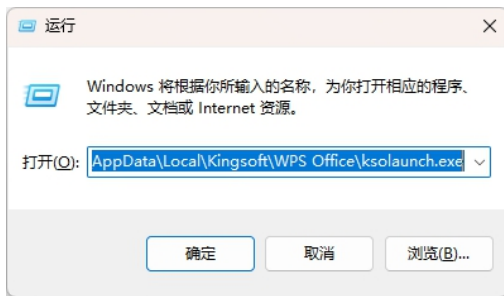 运行
Windows 将根据你所输入的名称，为你打开相应的程序、
文件夹、文档或 Internet 资源。
打开(O): AppData\Local\Kingsoft\WPS Office\ksolaunch.exe
确定 取消 浏览(B)...